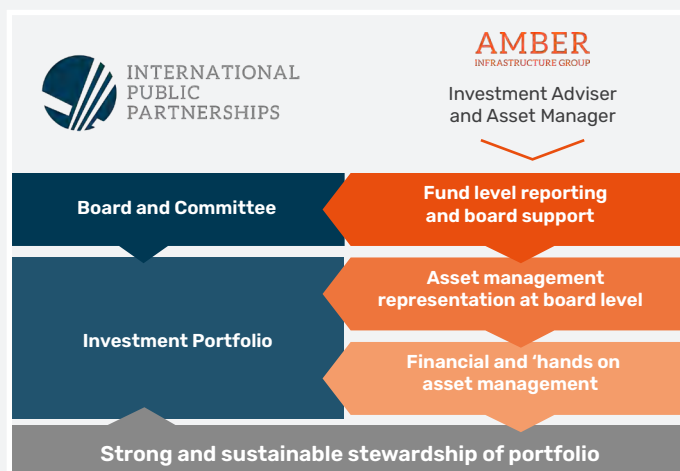 INTERNATIONAL
PUBLIC
PARTNERSHIPS
AMBER
INFRASTRUCTURE GROUP
Investment Adviser
and Asset Manager
Board and Committee
Fund level reporting
and board support
Investment Portfolio
Asset management
representation at board level
Financial and ‘hands on
asset management
Strong and sustainable stewardship of portfolio